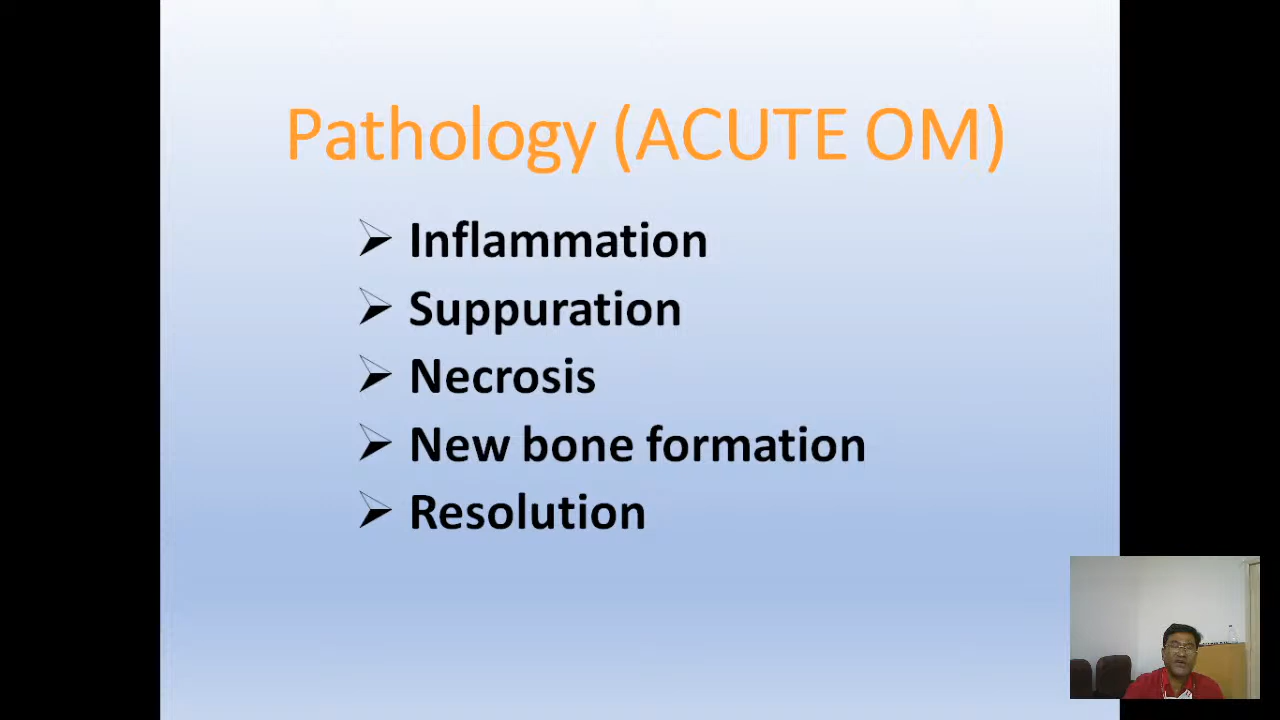 Pathology (ACUTE OM)
Inflammation
Suppuration
Necrosis
New bone formation
Resolution